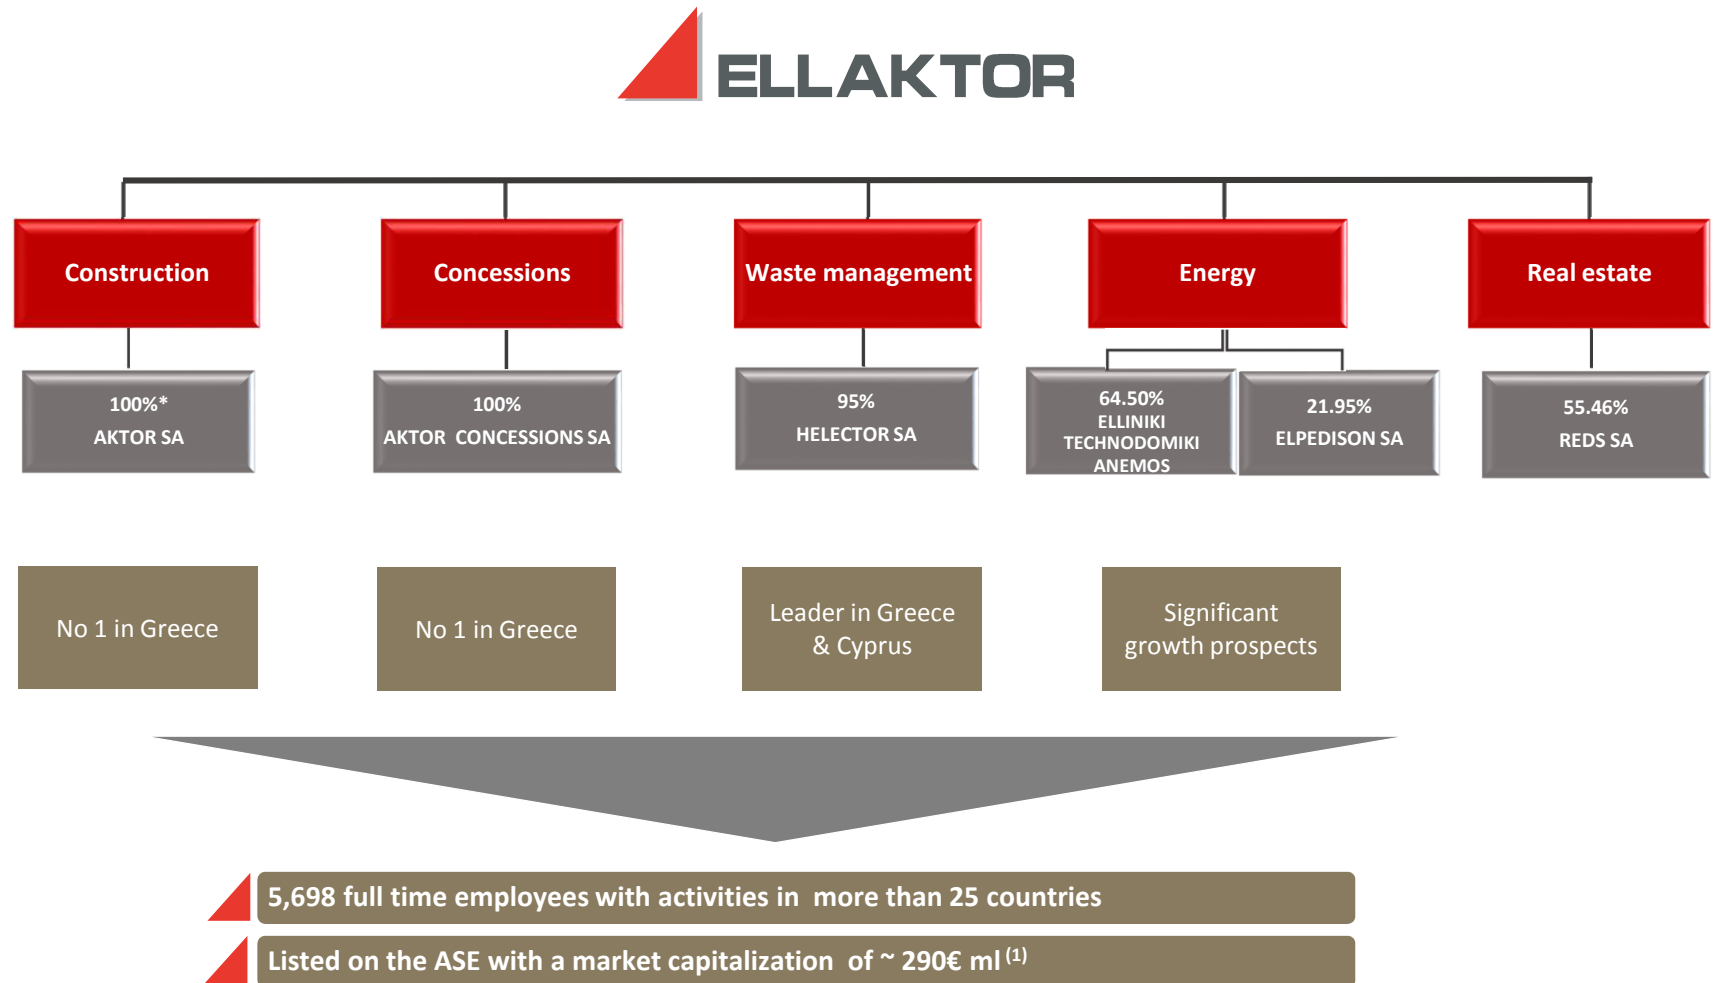 ELLAKTOR
Construction
Concessions
Waste management
Energy
Real estate
100%*
AKTOR SA
100%
AKTOR CONCESSIONS SA
95%
HELECTOR SA
64.50%
ELLINIKI
TECHNODOMIKI
ANEMOS
21.95%
ELPEDISON SA
55.46%
REDS SA
No 1 in Greece
No 1 in Greece
Leader in Greece
& Cyprus
Significant
growth prospects
5,698 full time employees with activities in more than 25 countries
Listed on the ASE with a market capitalization of ~ 290€ ml (1)